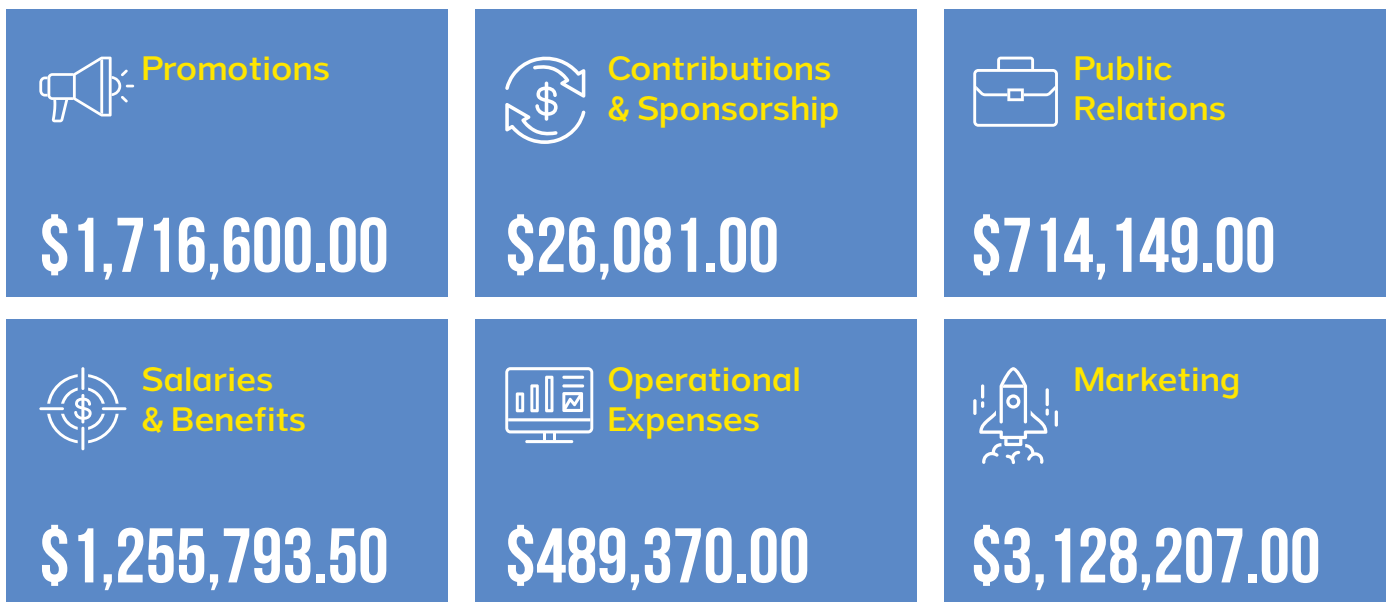 Promotions
$1,716,600.00
Contributions
& Sponsorship
$26,081.00
Public
Relations
$714,149.00
Salaries
& Benefits
$1,255,793.50
Operational
Expenses
$489,370.00
Marketing
$3,128,207.00